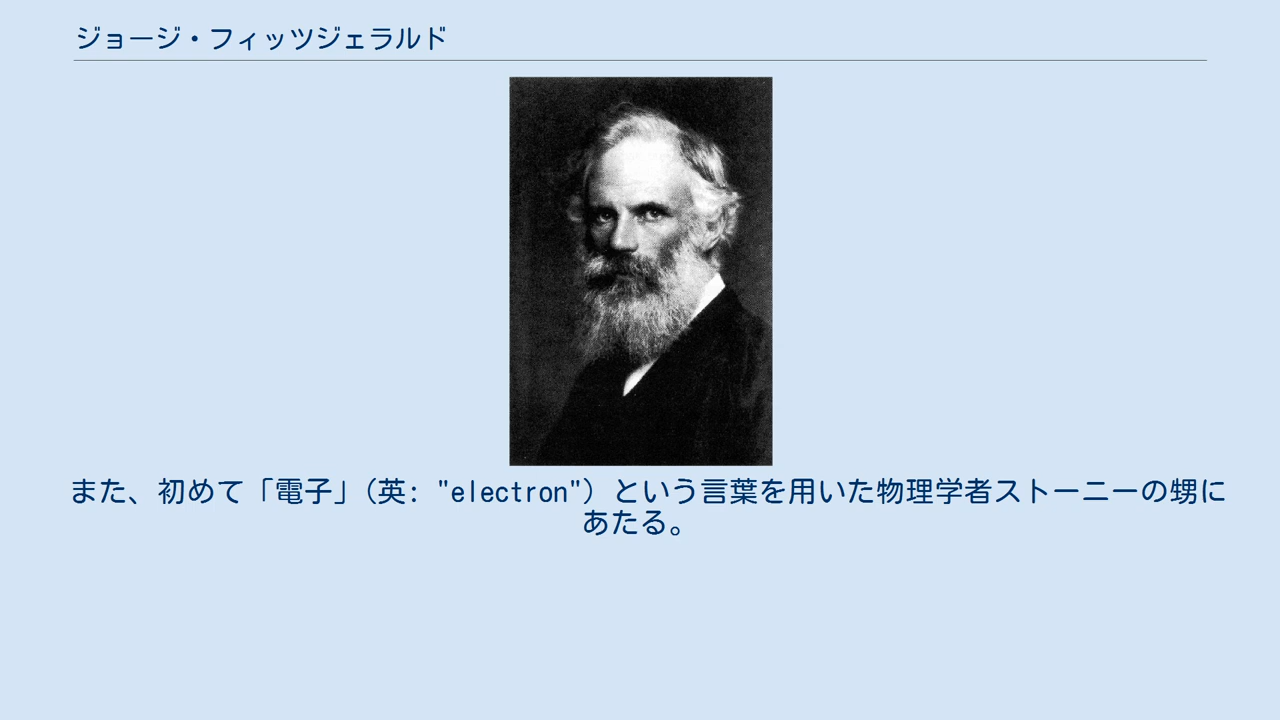 ジョージ・フィッツジェラルド
また、初めて「電子」（英: "electron"）という言葉を用いた物理学者ストーニーの甥に
あたる。